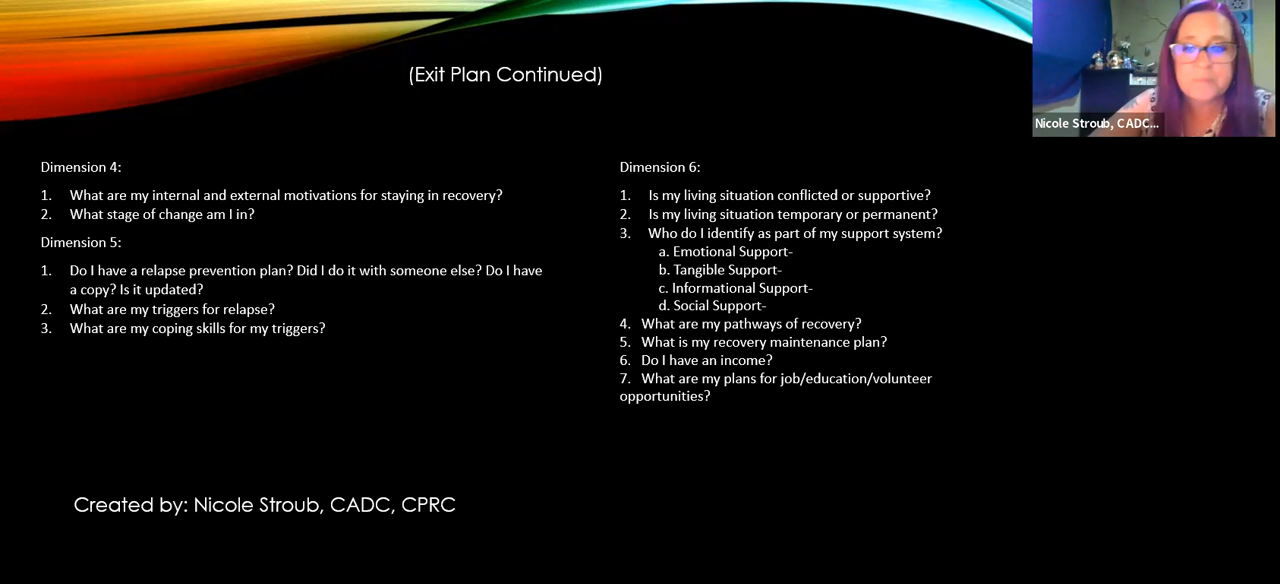 (Exit Plan Continued)
Nicole Stroub, CADC...
Dimension 4:
1. What are my internal and external motivations for staying in recovery?
2. What stage of change am I in?
Dimension 5:
1. Do I have a relapse prevention plan? Did I do it with someone else? Do I have
a copy? Is it updated?
2. What are my triggers for relapse?
3. What are my coping skills for my triggers?
Dimension 6:
1. Is my living situation conflicted or supportive?
2. Is my living situation temporary or permanent?
3. Who do I identify as part of my support system?
a. Emotional Support-
b. Tangible Support-
c. Informational Support-
d. Social Support-
4. What are my pathways of recovery?
5. What is my recovery maintenance plan?
6. Do I have an income?
7. What are my plans for job/education/volunteer
opportunities?
Created by: Nicole Stroub, CADC, CPRC